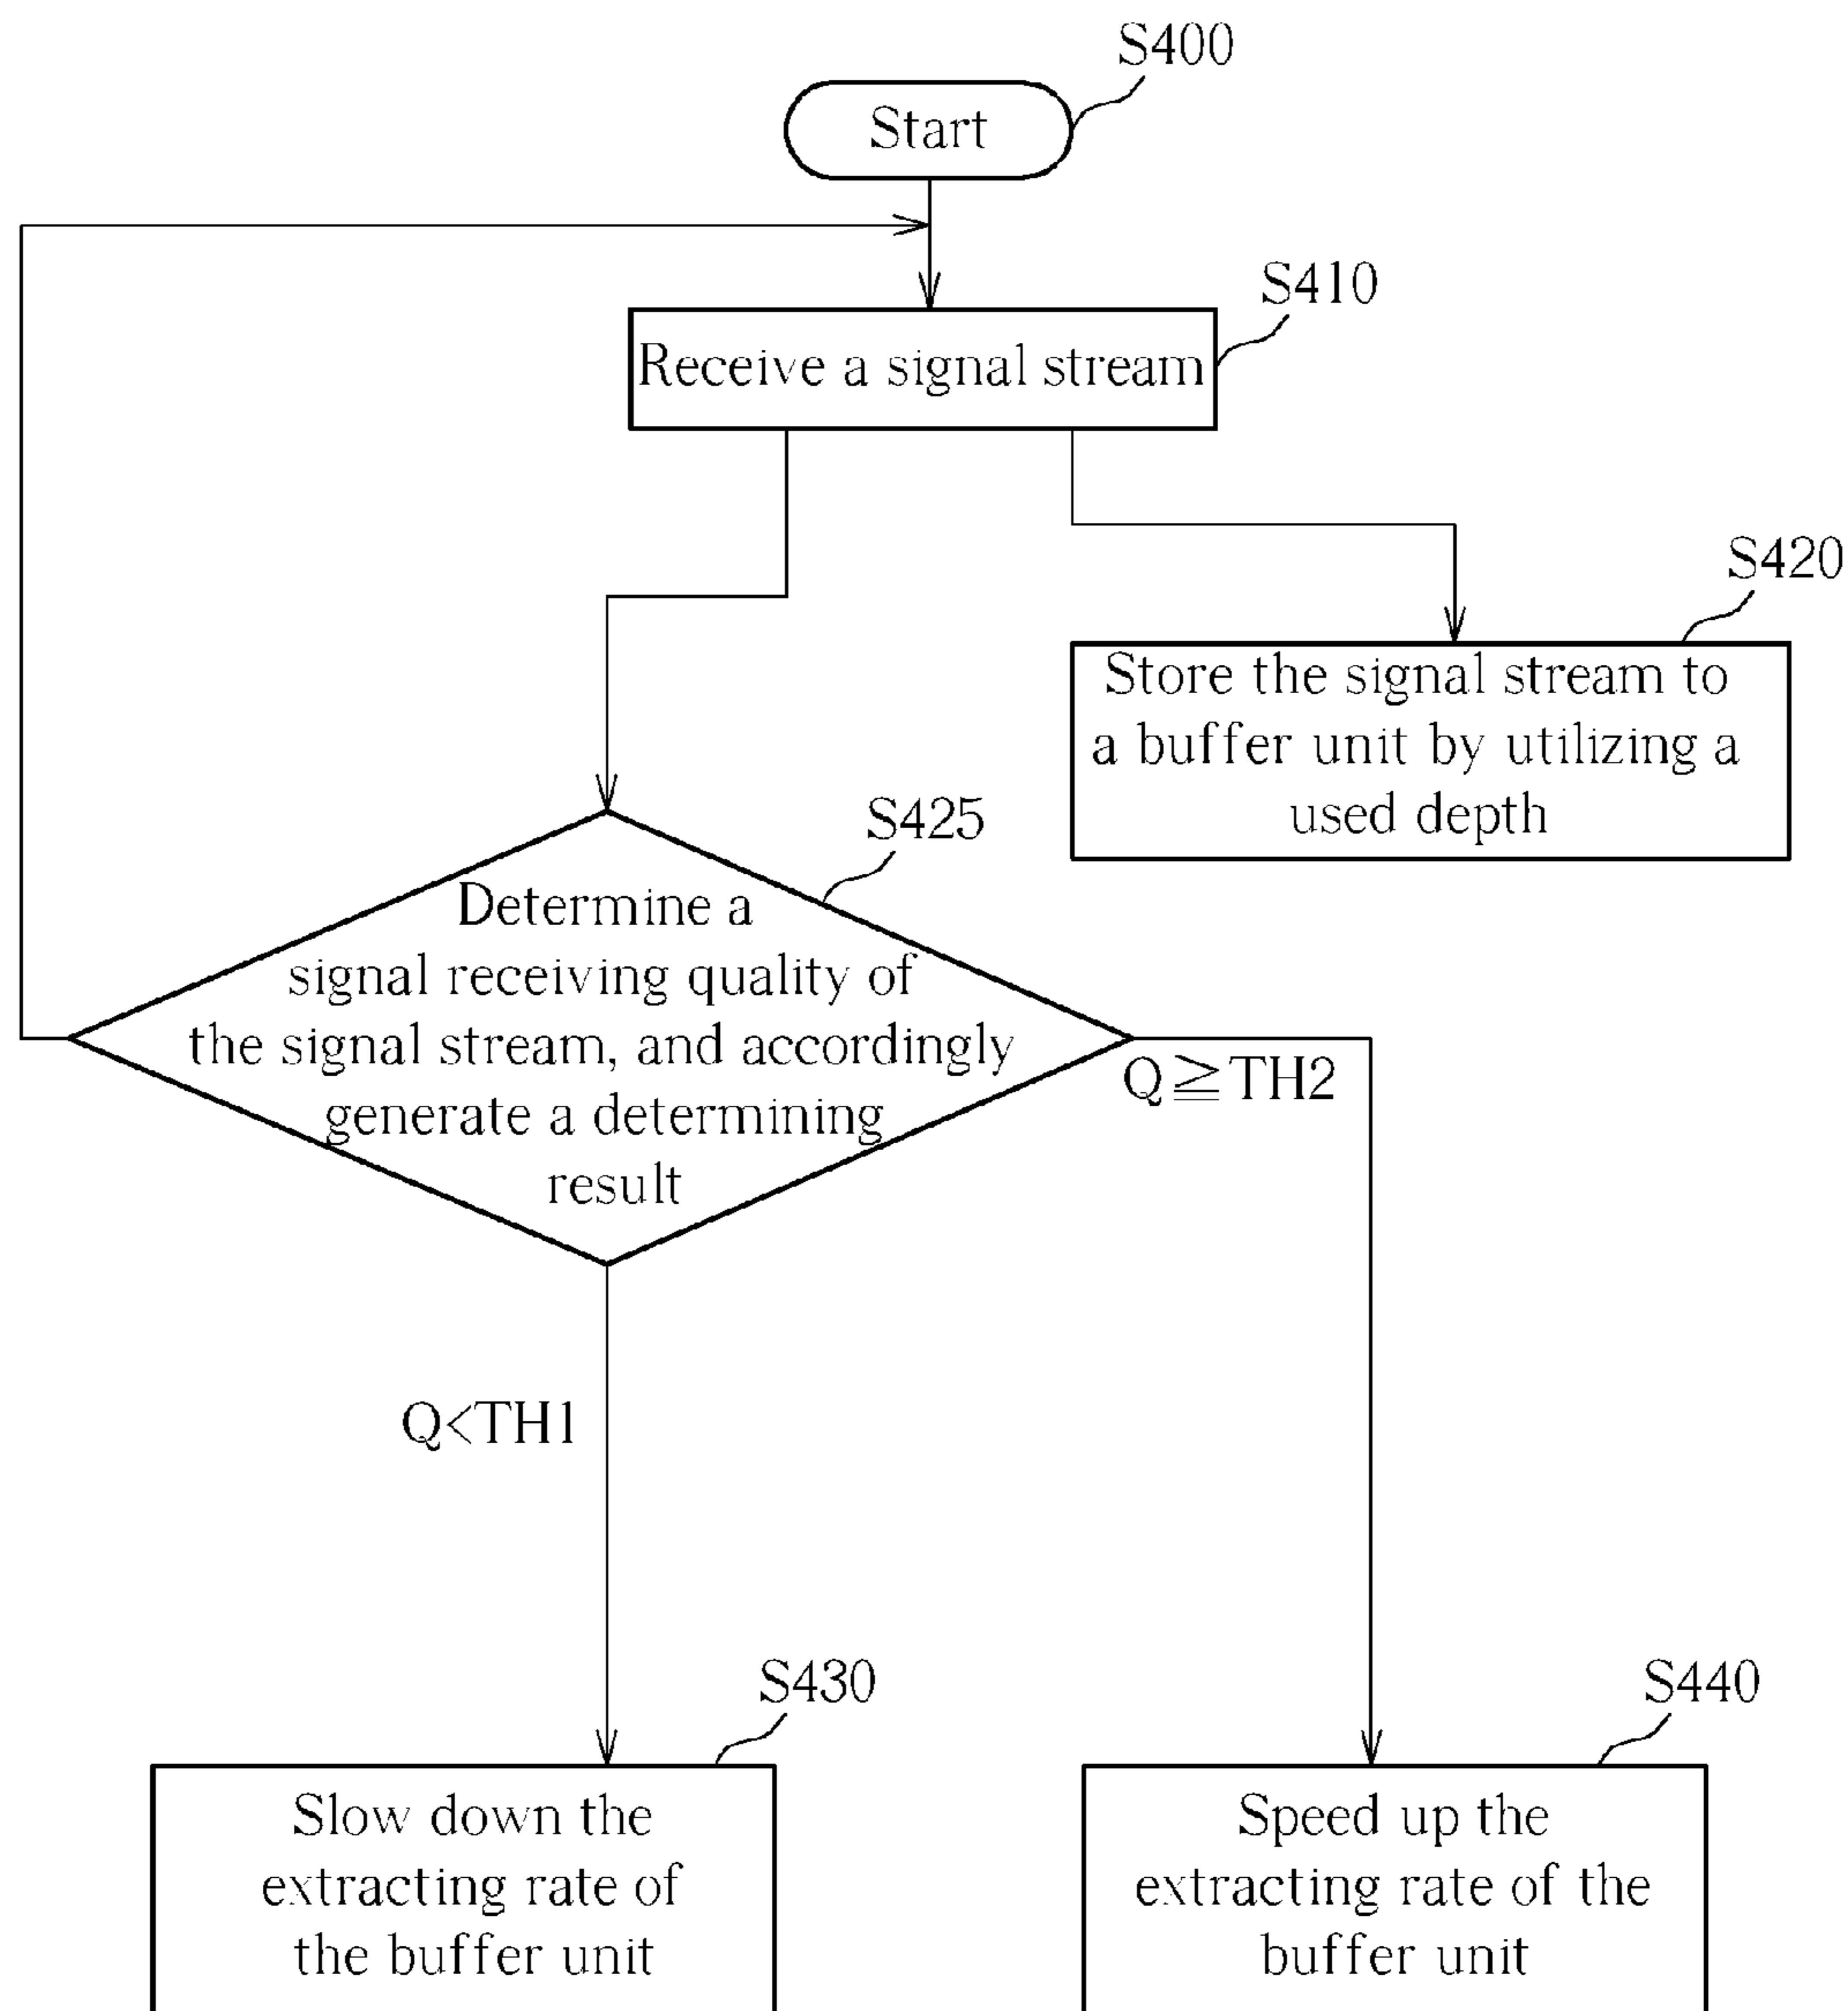 S400
Start
S410
Receive a signal stream
S420
Store the signal stream to
a buffer unit by utilizing a
used depth
S425
Determine a
signal receiving quality of
the signal stream, and accordingly
generate a determining
result
Q≧TH2
Q<TH1
S430
Slow down the
extracting rate of
the buffer unit
S440
Speed up the
extracting rate of the
buffer unit